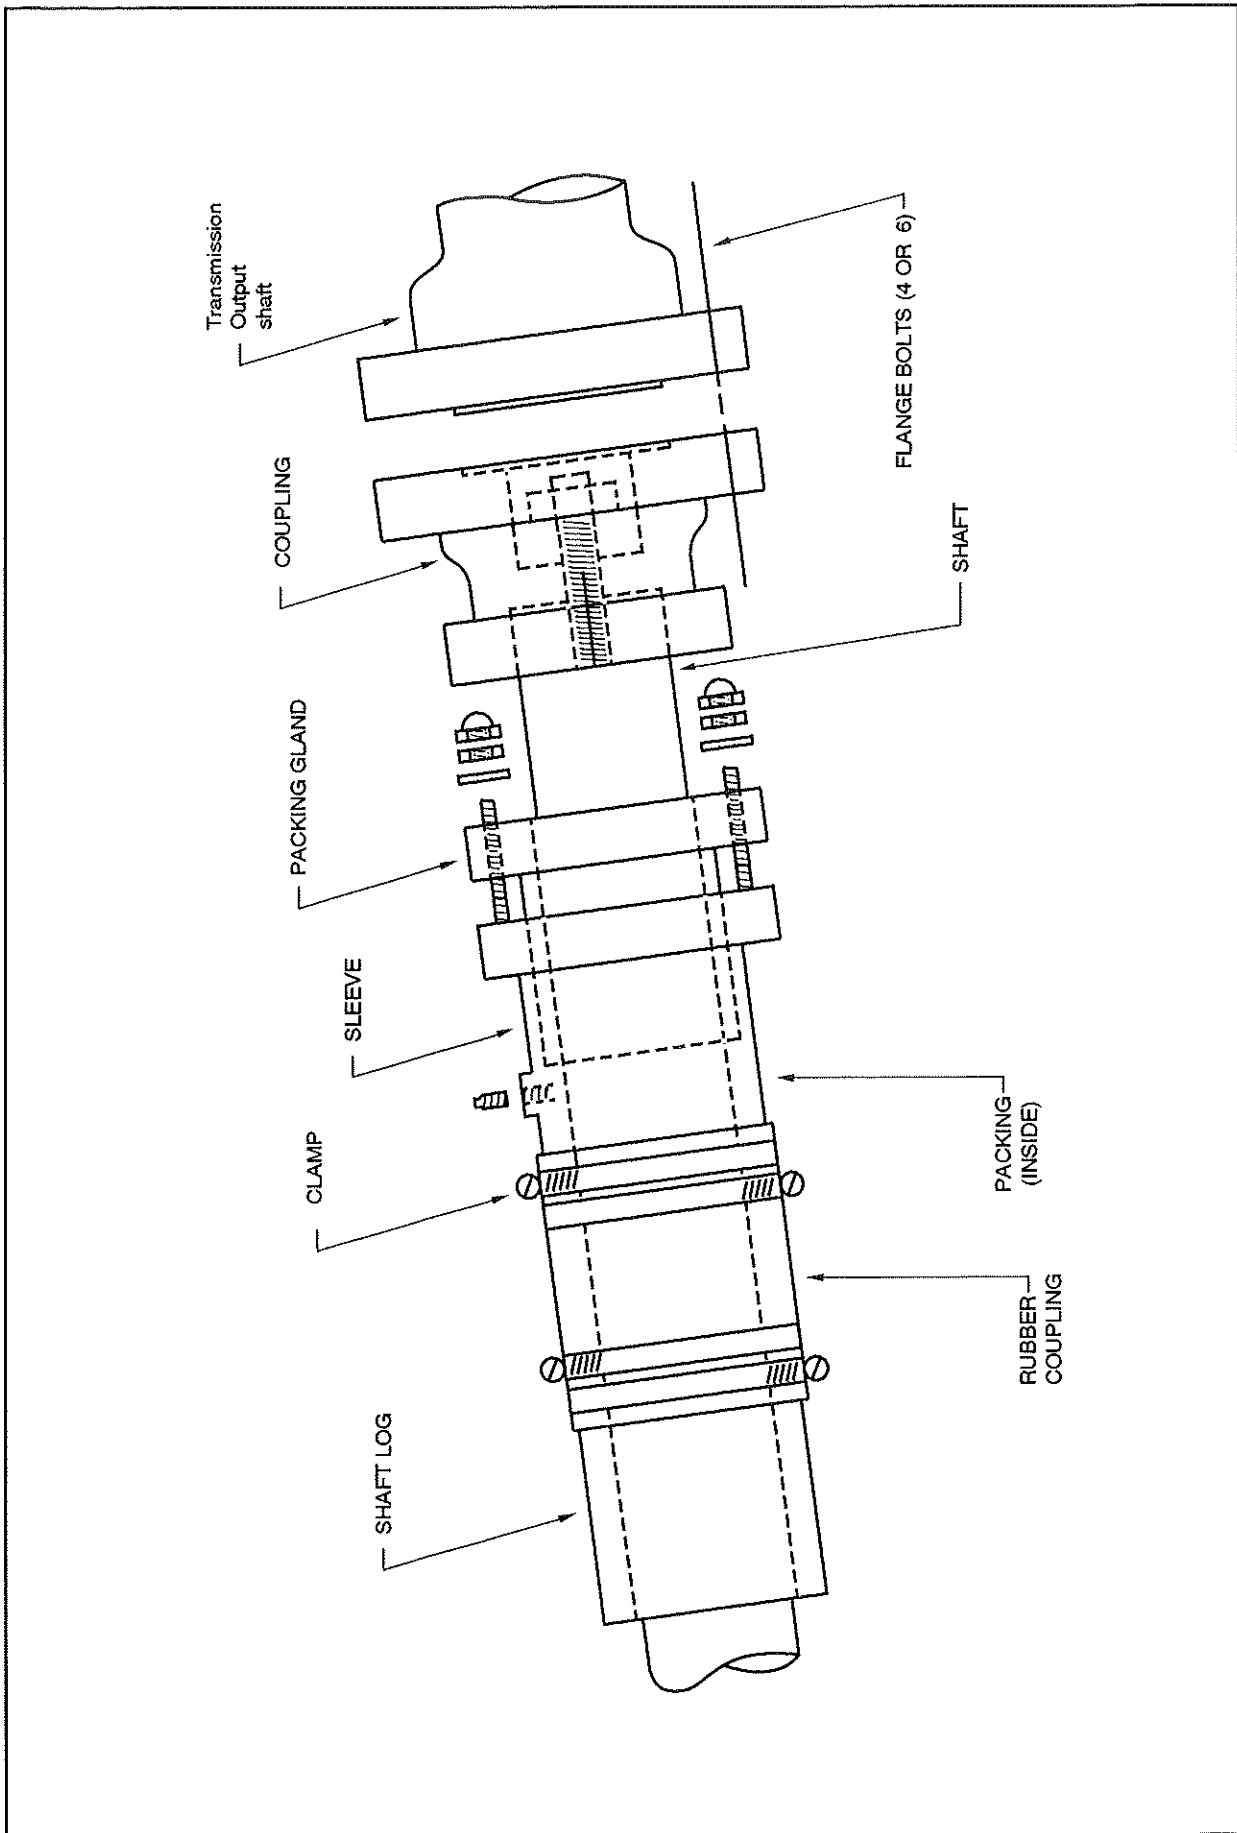 Transmission
Output
shaft
COUPLING
PACKING GLAND
SLEEVE
CLAMP
SHAFT LOG
FLANGE BOLTS (4 OR 6)
SHAFT
PACKING
(INSIDE)
RUBBER
COUPLING